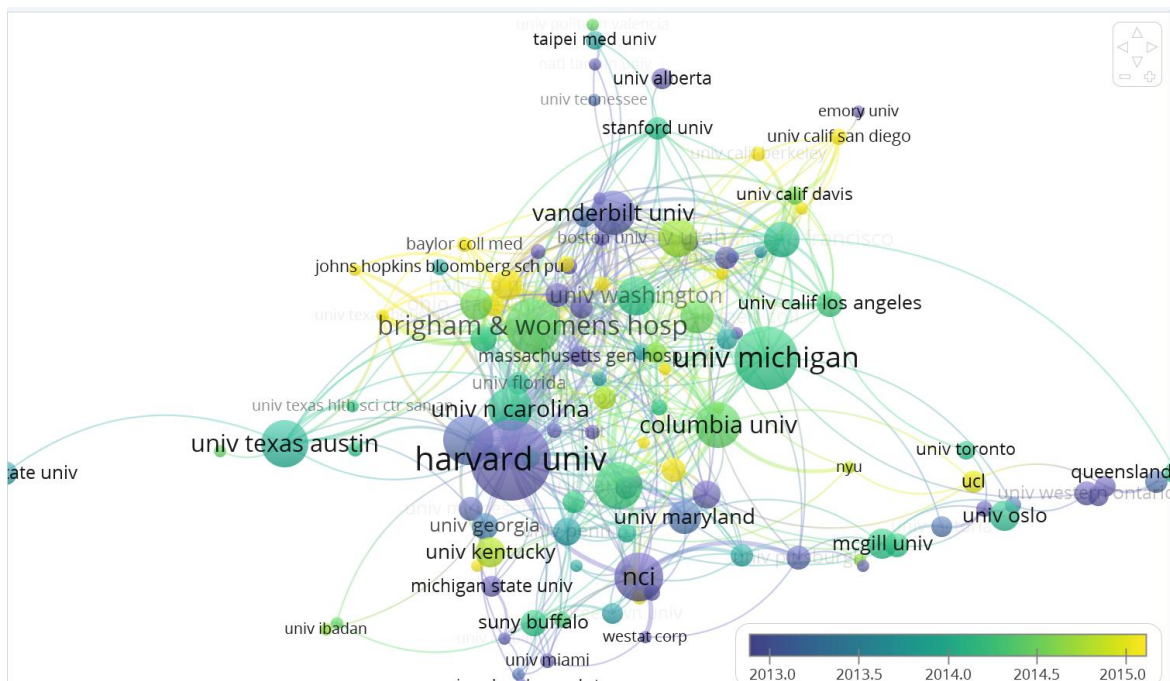 taipei med univ
univ alberta
univ tennessee
emory univ
stanford univ
univ calif san diego
univ calif berkeley
univ calif davis
vanderbilt univ
boston univ
baylor coll med
johns hopkins bloomberg sch pu
univ washington
univ calif los angeles
brigham & womens hosp
massachusetts gen hosp
univ michigan
univ florida
univ texas hlth sci ctr san an
univ n carolina
columbia univ
univ texas austin
univ toronto
harvard univ
nyu
queensland
tate univ
ucl
univ western ontario
univ maryland
univ oslo
univ georgia
mcgill univ
univ kentucky
nci
michigan state univ
suny buffalo
univ ibadan
westat corp
univ miami
2013.0 2013.5 2014.0 2014.5 2015.0